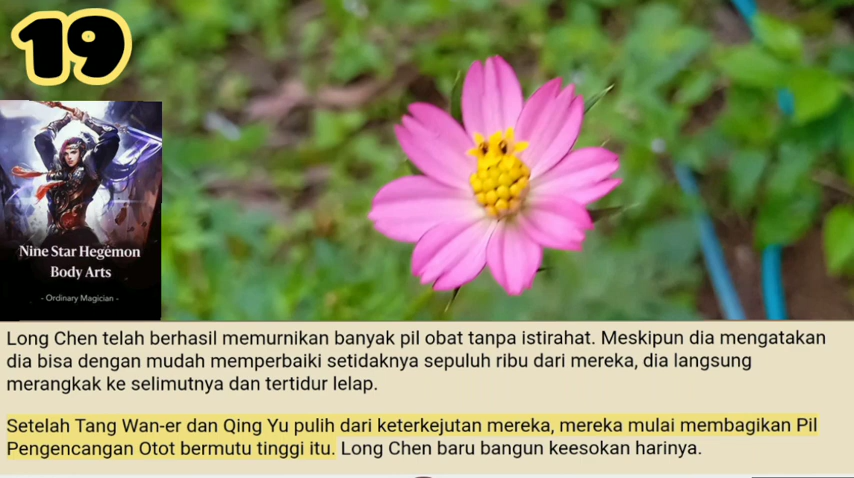 19
Nine Star Hegemon
Body Arts
- Ordinary Magician -
Long Chen telah berhasil memurnikan banyak pil obat tanpa istirahat. Meskipun dia mengatakan
dia bisa dengan mudah memperbaiki setidaknya sepuluh ribu dari mereka, dia langsung
merangkak ke selimutnya dan tertidur lelap.
Setelah Tang Wan-er dan Qing Yu pulih dari keterkejutan mereka, mereka mulai membagikan Pil
Pengencangan Otot bermutu tinggi itu. Long Chen baru bangun keesokan harinya.